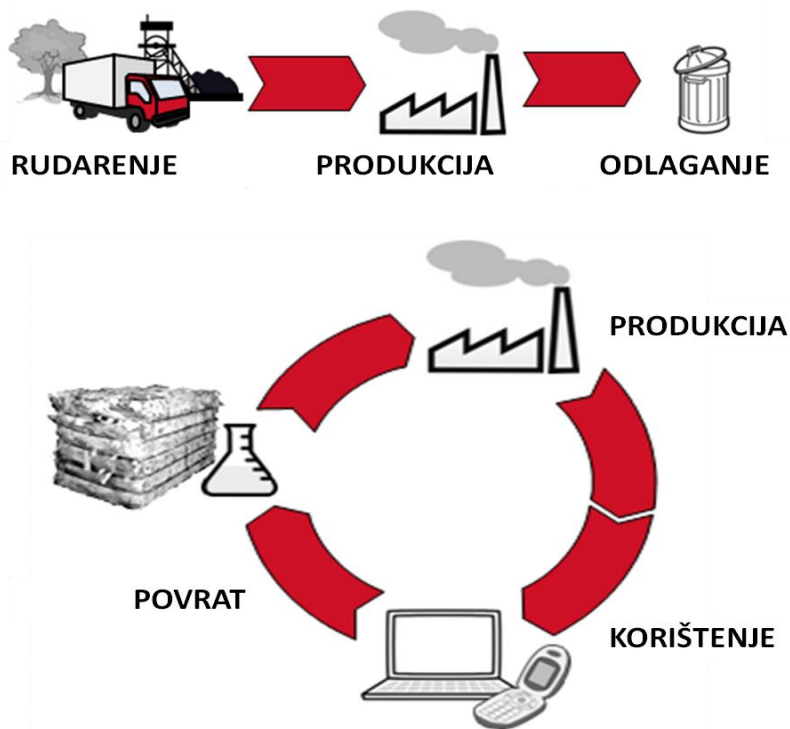 RUDARENJE
PRODUKCIJA
ODLAGANJE
PRODUKCIJA
POVRAT
KORIŠTENJE